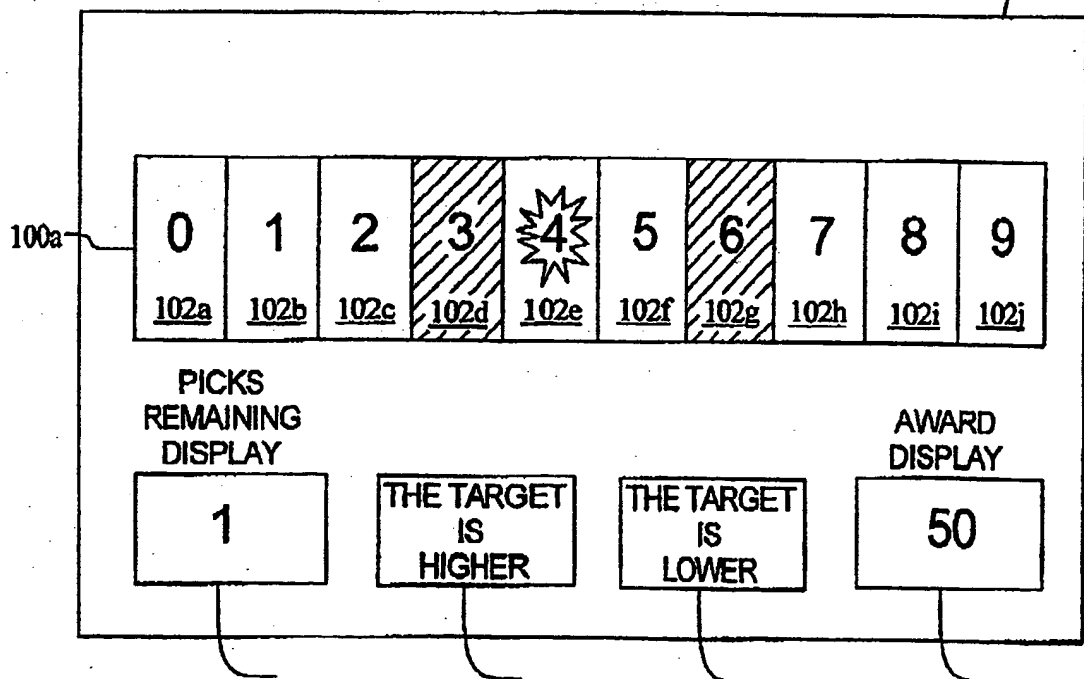 100a
0 1 2 3 4 5 6 7 8 9
102a 102b 102c 102d 102e 102f 102g 102h 102i 102j
PICKS
REMAINING
DISPLAY
1
THE TARGET
IS
HIGHER
THE TARGET
IS
LOWER
AWARD
DISPLAY
50